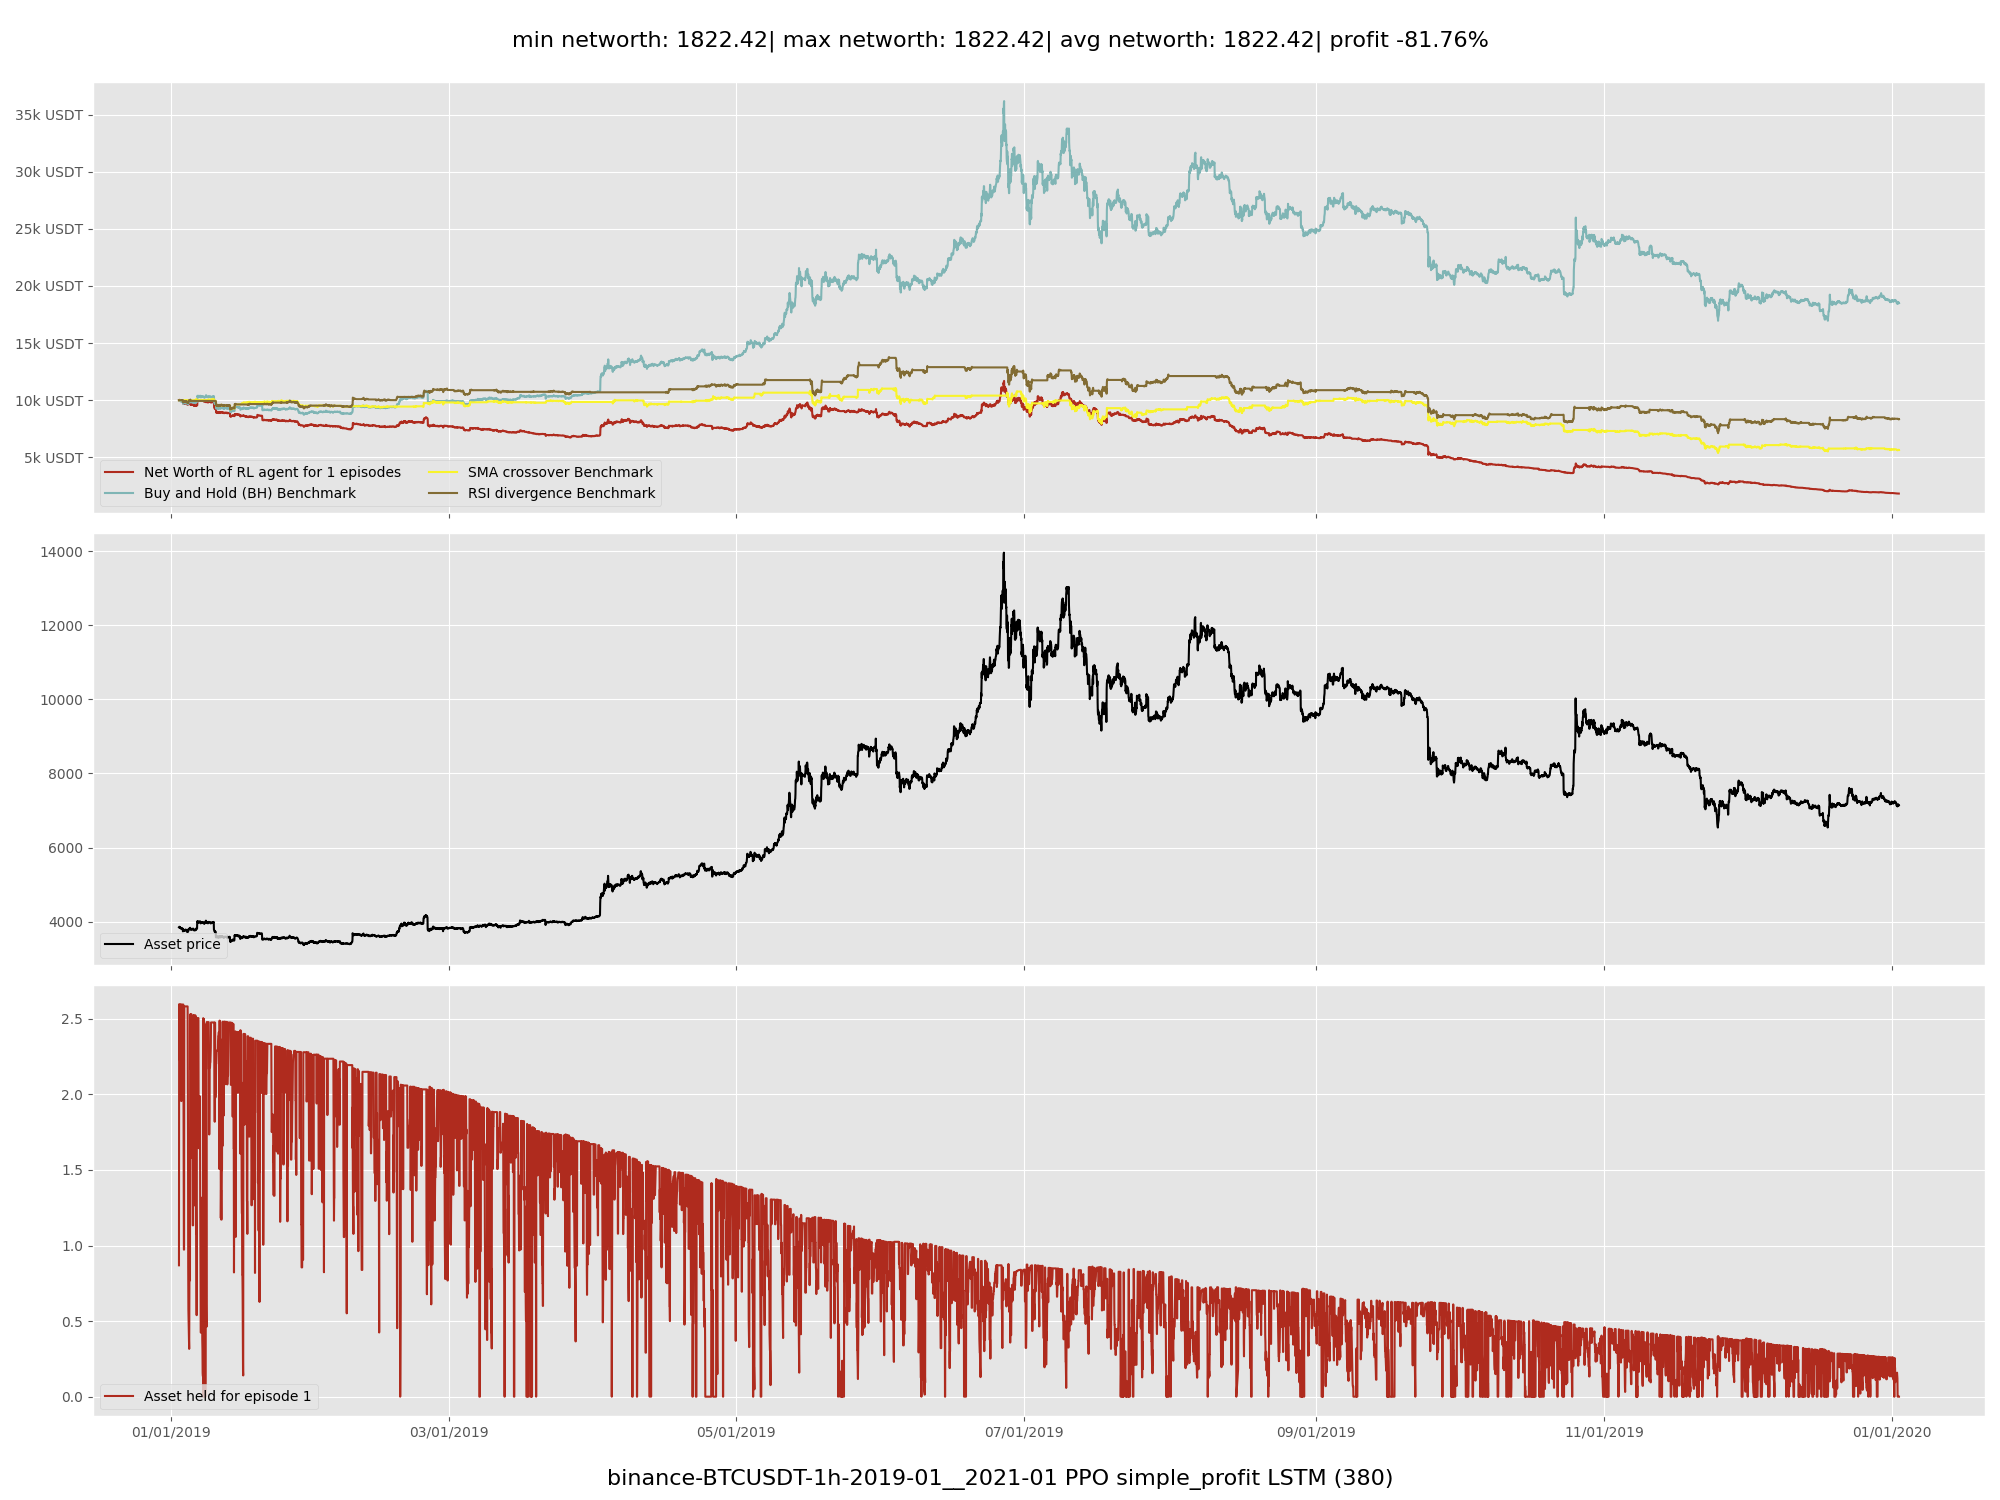 min networth: 1822.42| max networth: 1822.42| avg networth: 1822.42| profit -81.76%
35k USDT
30k USDT
25k USDT
20k USDT
15k USDT
10k USDT
5k USDT
Net Worth of RL agent for 1 episodes
Buy and Hold (BH) Benchmark
SMA crossover Benchmark
RSI divergence Benchmark
14000
12000
10000
8000
6000
4000
Asset price
2.5
2.0
1.5
1.0
0.5
0.0
Asset held for episode 1
01/01/2019 03/01/2019 05/01/2019 07/01/2019 09/01/2019 11/01/2019 01/01/2020
binance-BTCUSDT-1h-2019-01__2021-01 PPO simple_profit LSTM (380)